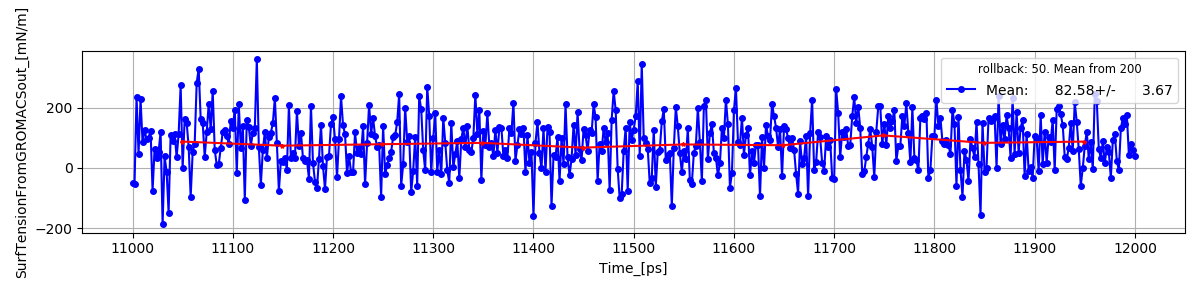 SurfTensionFromGROMACSout_[mN/m]
200
0
−200
rollback: 50. Mean from 200
Mean: 82.58+/- 3.67
11000 11100 11200 11300 11400 11500 11600 11700 11800 11900 12000
Time_[ps]